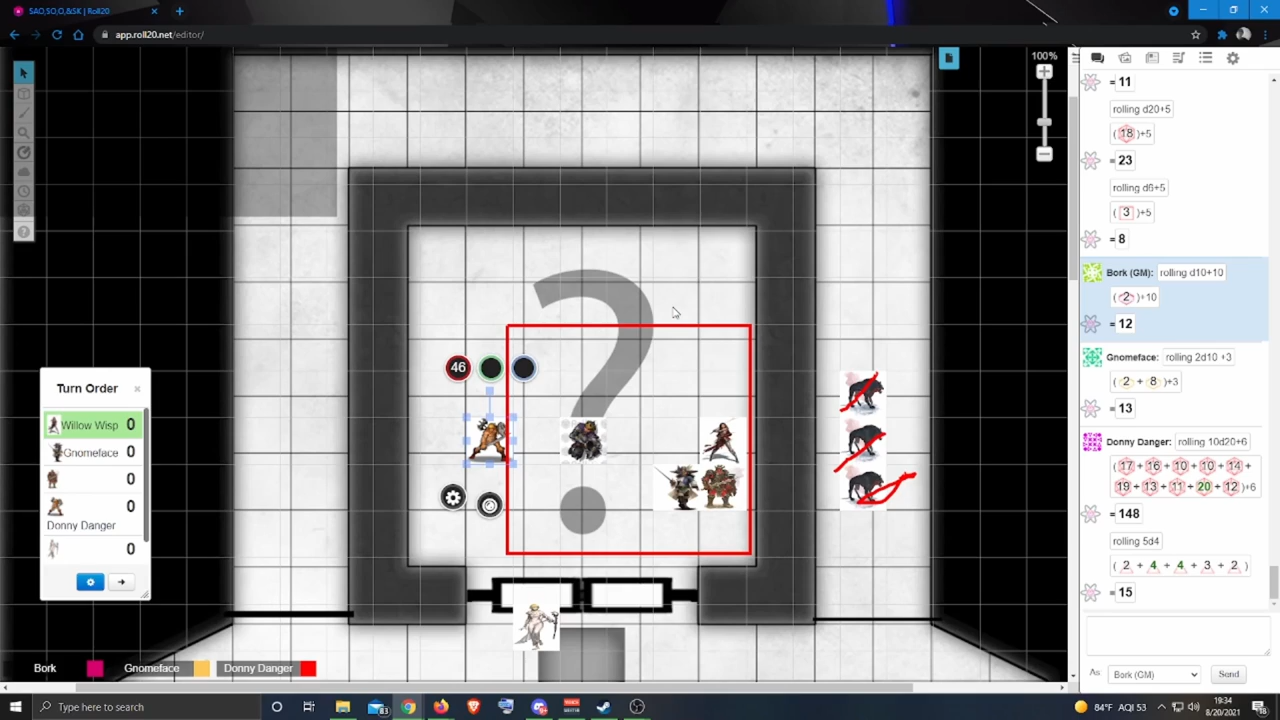 SAO,SO,O,&SK | Roll20
app.roll20.net/editor/
100%
= 11
rolling d20+5
(18)+5
= 23
rolling d6+5
(3)+5
= 8
Bork (GM): rolling d10+10
(2)+10
= 12
Gnomeface: rolling 2d10 +3
(2 + 8)+3
= 13
Donny Danger: rolling 10d20+6
(17 + 16 + 10 + 10 + 14 +
19 + 13 + 11 + 20 + 12)+6
= 148
rolling 5d4
(2 + 4 + 4 + 3 + 2)
= 15
As: Bork (GM) Send
46
?
Turn Order ×
Willow Wisp 0
Gnomeface 0
0
0
Donny Danger
0
Bork Gnomeface Donny Danger
Type here to search
84°F AQI 53
19:34
8/20/2021